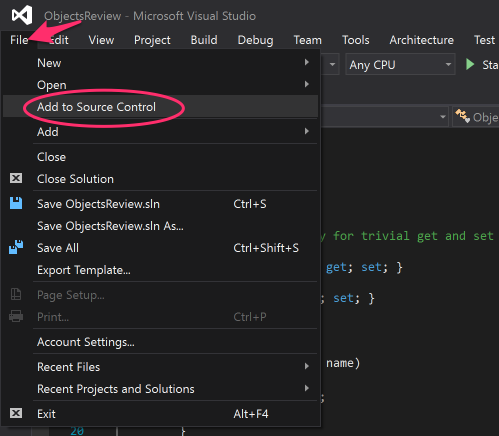 ObjectsReview - Microsoft Visual Studio
File Edit View Project Build Debug Team Tools Architecture Test
New
Any CPU
Open
Add to Source Control
Add
Close
Close Solution
Save ObjectsReview.sln Ctrl+S
Save ObjectsReview.sln As...
y for trivial get and set
Save All Ctrl+Shift+S
get; set; }
Export Template...
Page Setup...
; set; }
Print... Ctrl+P
Account Settings...
Recent Files
name)
Recent Projects and Solutions
;
Exit Alt+F4
20 }